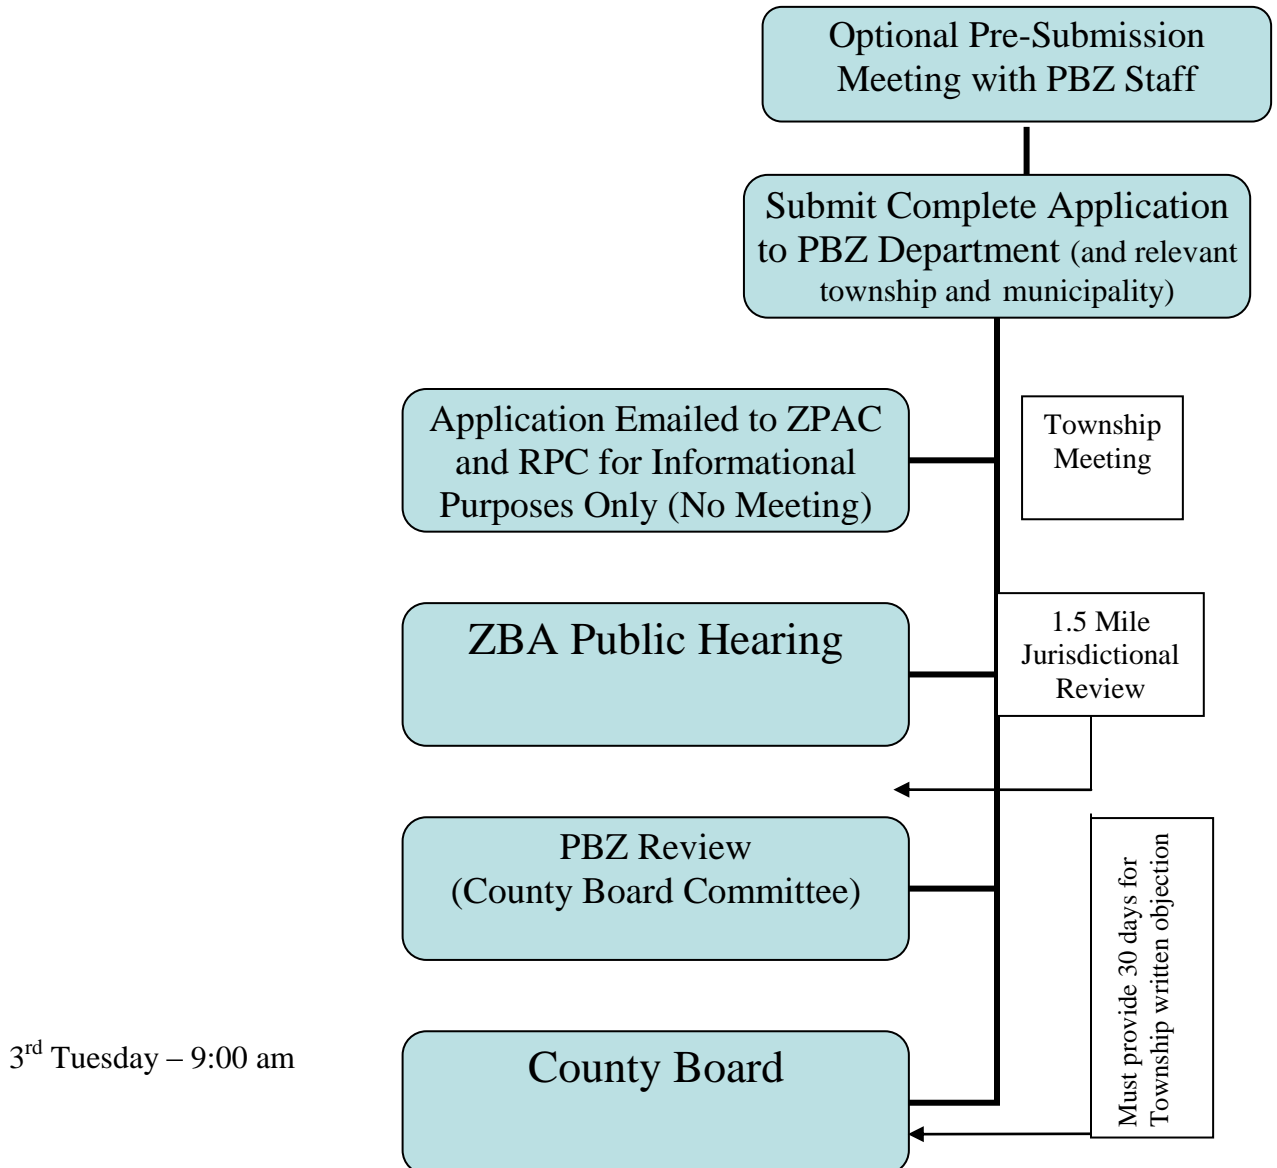 Optional Pre-Submission
Meeting with PBZ Staff
Submit Complete Application
to PBZ Department (and relevant
township and municipality)
Application Emailed to ZPAC
and RPC for Informational
Purposes Only (No Meeting)
Township
Meeting
ZBA Public Hearing
1.5 Mile
Jurisdictional
Review
PBZ Review
(County Board Committee)
Must provide 30 days for
Township written objection
3rd Tuesday – 9:00 am
County Board